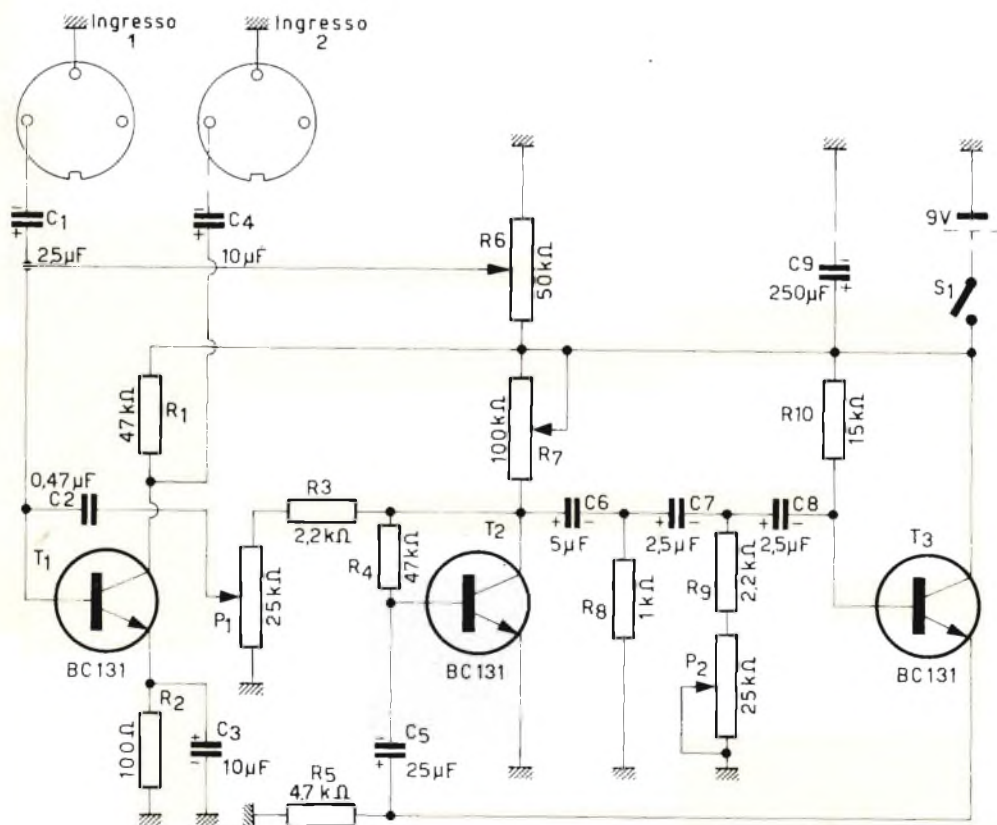 Ingresso
1
Ingresso
2
C1
25µF
C4
10µF
R6
50kΩ
C9
250µF
9V
S1
47kΩ
R1
100kΩ
R7
R10
15kΩ
0,47µF
C2
R3
2,2kΩ
T1
BC131
P1
25kΩ
R4
47kΩ
T2
BC131
C6
5µF
R8
1kΩ
C7
2,5µF
R9
2,2kΩ
P2
25kΩ
C8
2,5µF
T3
BC131
R2
100Ω
C3
10µF
C5
25µF
R5
4.7kΩ